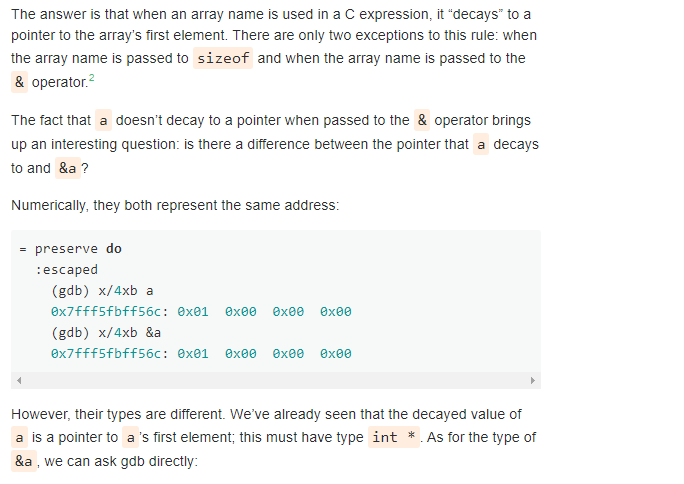 The answer is that when an array name is used in a C expression, it “decays” to a
pointer to the array’s first element. There are only two exceptions to this rule: when
the array name is passed to sizeof and when the array name is passed to the
& operator.2
The fact that a doesn’t decay to a pointer when passed to the & operator brings
up an interesting question: is there a difference between the pointer that a decays
to and &a ?
Numerically, they both represent the same address:
= preserve do
:escaped
(gdb) x/4xb a
0x7fff5fbff56c: 0x01 0x00 0x00 0x00
(gdb) x/4xb &a
0x7fff5fbff56c: 0x01 0x00 0x00 0x00
However, their types are different. We’ve already seen that the decayed value of
a is a pointer to a ’s first element; this must have type int * . As for the type of
&a , we can ask gdb directly: